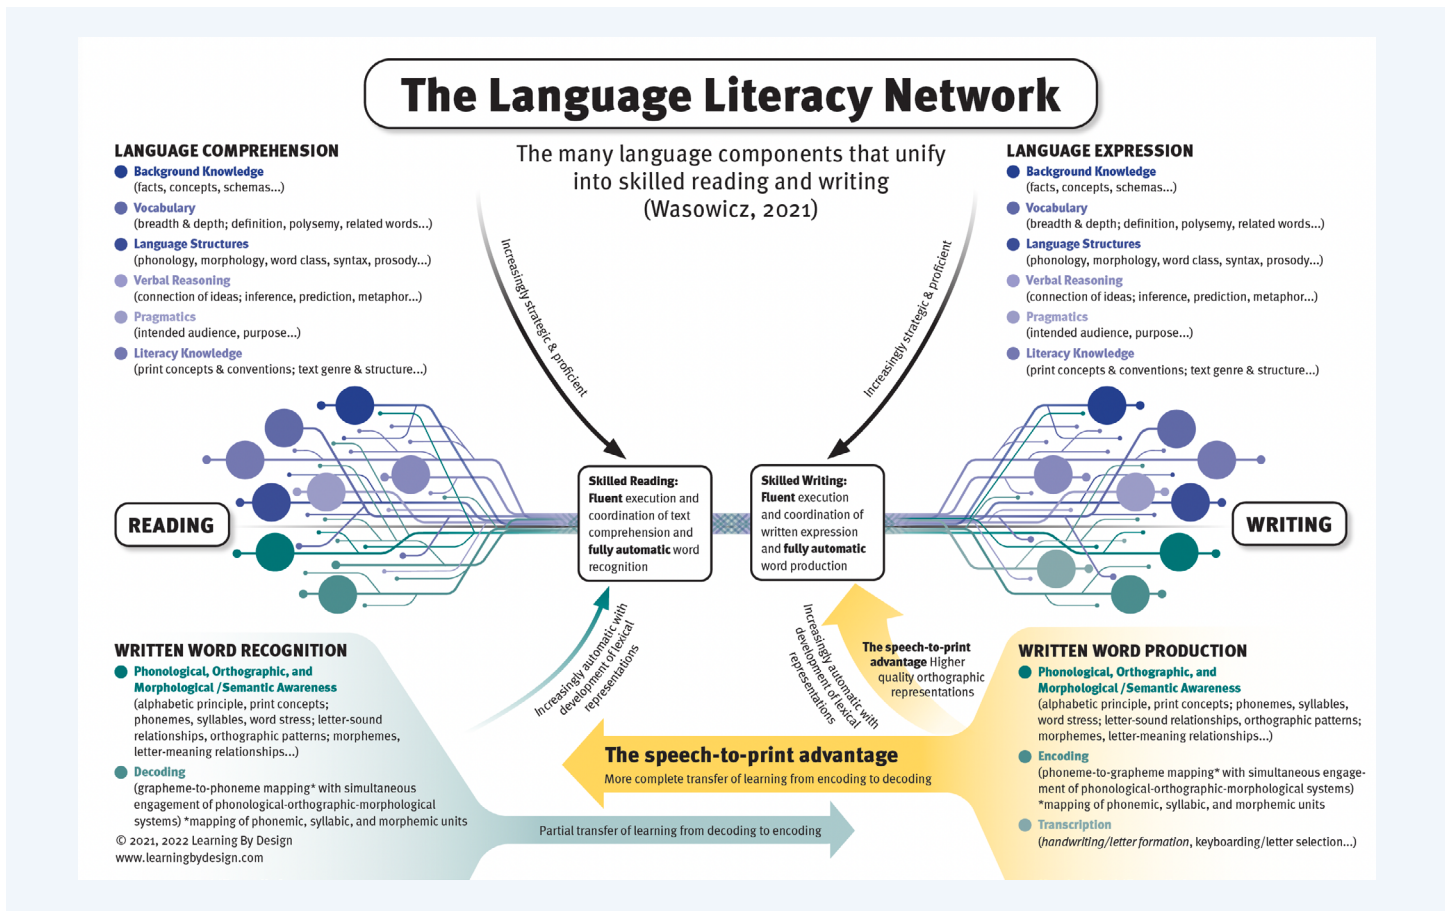 The Language Literacy Network
The many language components that unify
into skilled reading and writing
(Wasowicz, 2021)
LANGUAGE COMPREHENSION
Background Knowledge
(facts, concepts, schemas...)
Vocabulary
(breadth & depth; definition, polysemy, related words...)
Language Structures
(phonology, morphology, word class, syntax, prosody...)
Verbal Reasoning
(connection of ideas; inference, prediction, metaphor...)
Pragmatics
(intended audience, purpose...)
Literacy Knowledge
(print concepts & conventions; text genre & structure...)
LANGUAGE EXPRESSION
Background Knowledge
(facts, concepts, schemas...)
Vocabulary
(breadth & depth; definition, polysemy, related words...)
Language Structures
(phonology, morphology, word class, syntax, prosody...)
Verbal Reasoning
(connection of ideas; inference, prediction, metaphor...)
Pragmatics
(intended audience, purpose...)
Literacy Knowledge
(print concepts & conventions; text genre & structure...)
Increasingly strategic & proficient
Increasingly strategic & proficient
READING
Skilled Reading:
Fluent execution and
coordination of text
comprehension and
fully automatic word
recognition
Skilled Writing:
Fluent execution
and coordination of
written expression
and fully automatic
word production
WRITING
Increasingly automatic with
development of lexical
representations
Increasingly automatic with
development of lexical
representations
The speech-to-print
advantage Higher
quality orthographic
representations
WRITTEN WORD RECOGNITION
Phonological, Orthographic, and
Morphological/Semantic Awareness
(alphabetic principle, print concepts;
phonemes, syllables, word stress; letter-sound
relationships, orthographic patterns; morphemes,
letter-meaning relationships...)
Decoding
(grapheme-to-phoneme mapping* with simultaneous
engagement of phonological-orthographic-morphological
systems) *mapping of phonemic, syllabic, and morphemic units
© 2021, 2022 Learning By Design
www.learningbydesign.com
The speech-to-print advantage
More complete transfer of learning from encoding to decoding
Partial transfer of learning from decoding to encoding
WRITTEN WORD PRODUCTION
Phonological, Orthographic, and
Morphological/Semantic Awareness
(alphabetic principle, print concepts; phonemes, syllables,
word stress; letter-sound relationships, orthographic patterns;
morphemes, letter-meaning relationships...)
Encoding
(phoneme-to-grapheme mapping* with simultaneous engage-
ment of phonological-orthographic-morphological systems)
*mapping of phonemic, syllabic, and morphemic units
Transcription
(handwriting/letter formation, keyboarding/letter selection...)